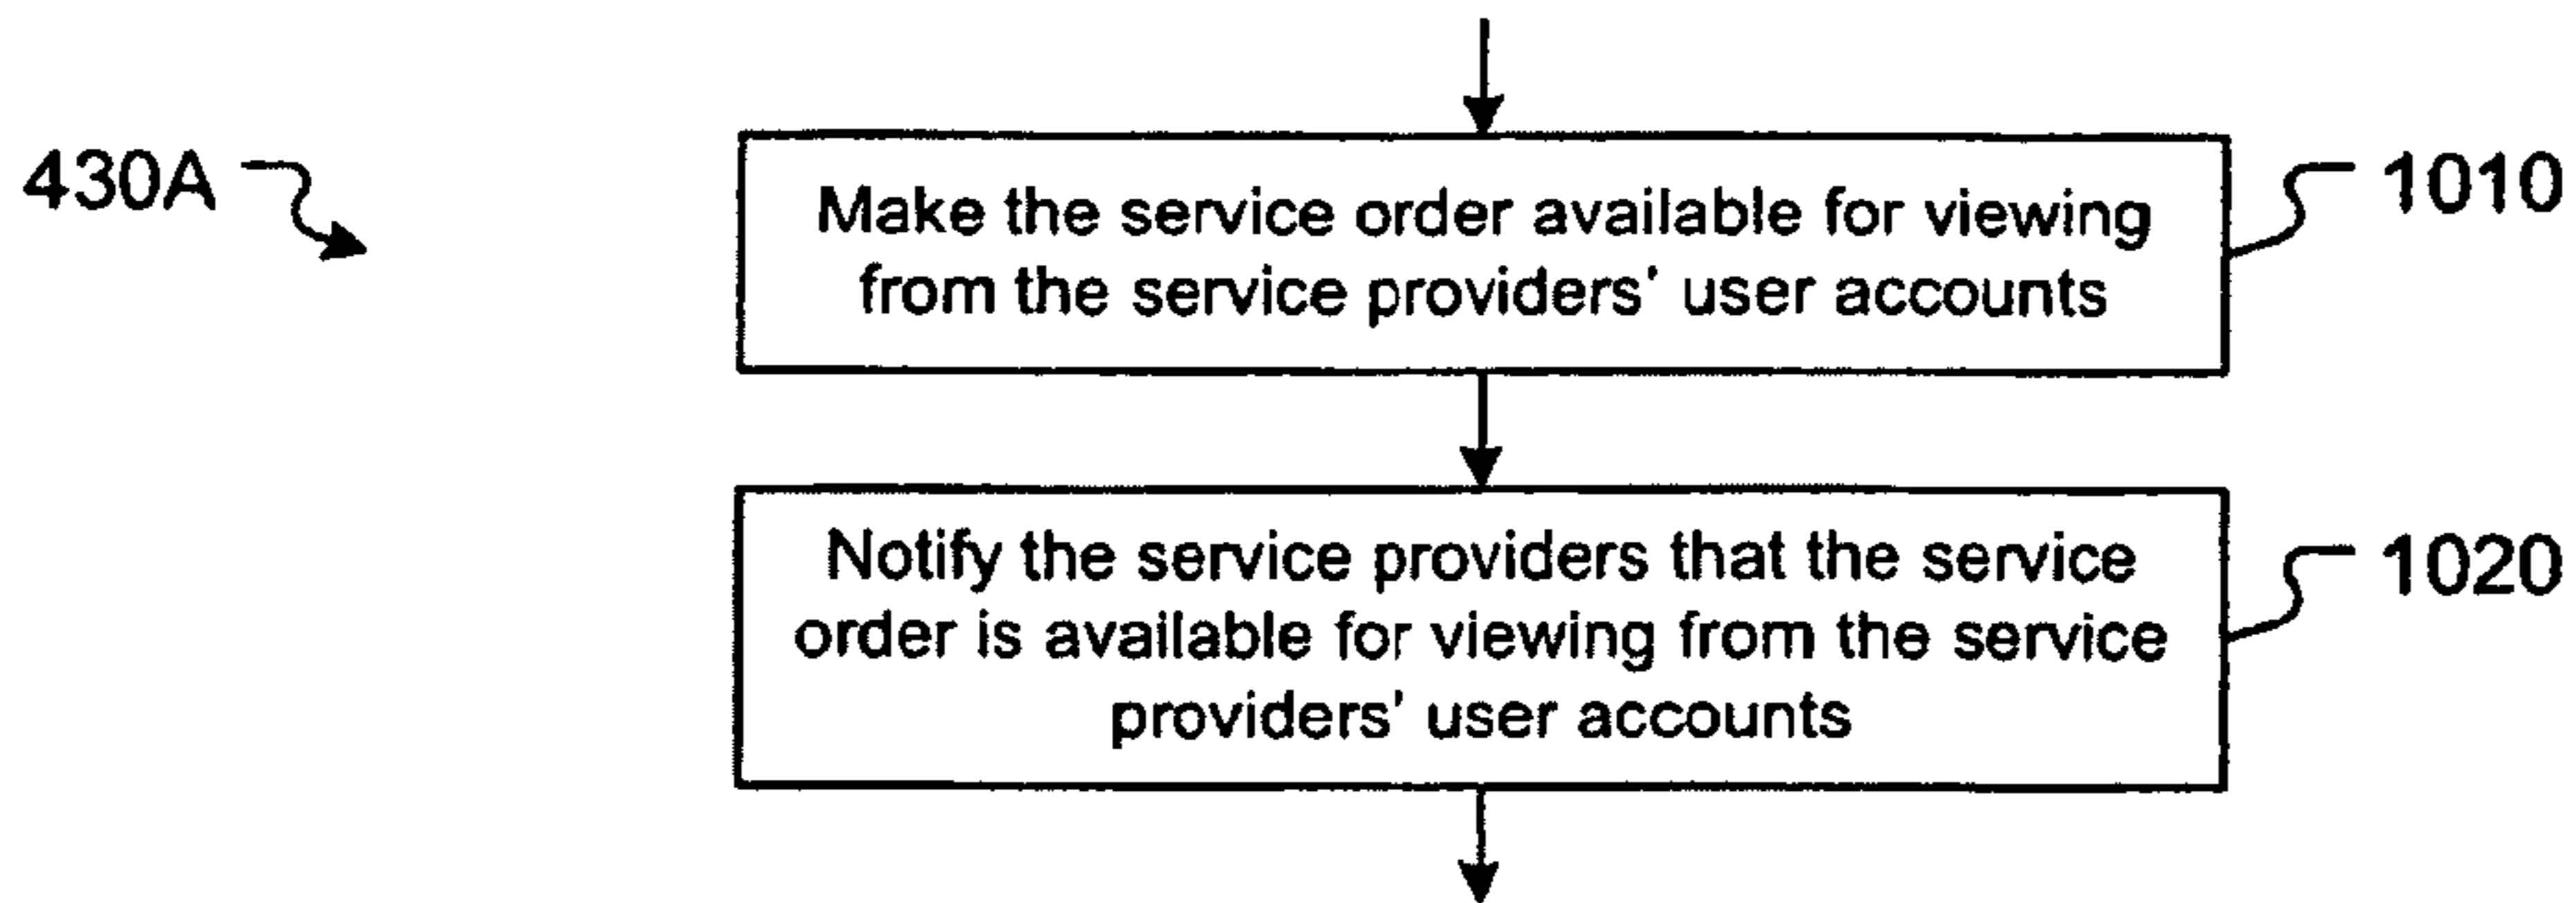 430A
Make the service order available for viewing
from the service providers' user accounts
1010
Notify the service providers that the service
order is available for viewing from the service
providers' user accounts
1020